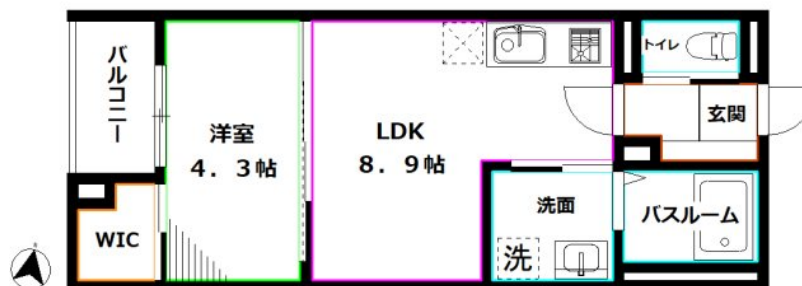 バルコニー
洋室
4．3帖
LDK
8．9帖
トイレ
玄関
WIC
洗面
洗
バスルーム